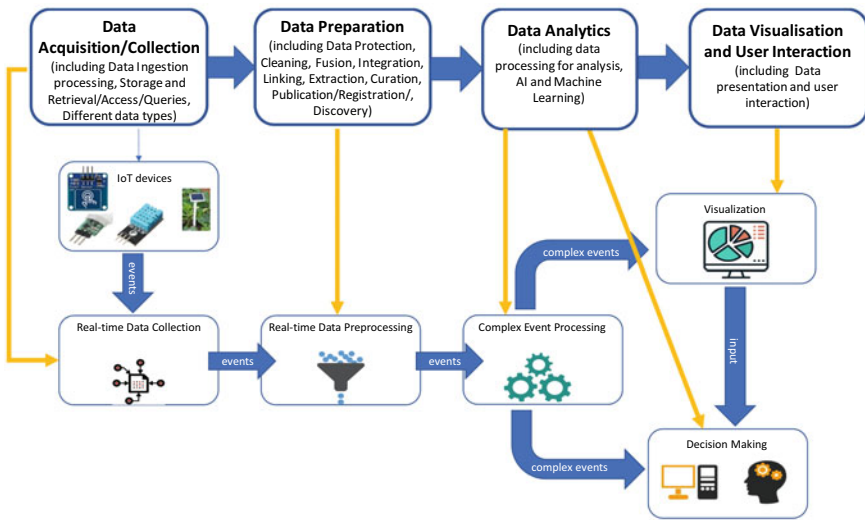 Data
Acquisition/Collection
(including Data Ingestion
processing, Storage and
Retrieval/Access/Queries,
Different data types)
Data Preparation
(including Data Protection,
Cleaning, Fusion, Integration,
Linking, Extraction, Curation,
Publication/Registration/,
Discovery)
Data Analytics
(including data
processing for analysis,
AI and Machine
Learning)
Data Visualisation
and User Interaction
(including Data
presentation and user
interaction)
IoT devices
events
Real-time Data Collection
events
Real-time Data Preprocessing
events
Complex Event Processing
complex events
complex events
Visualization
input
Decision Making